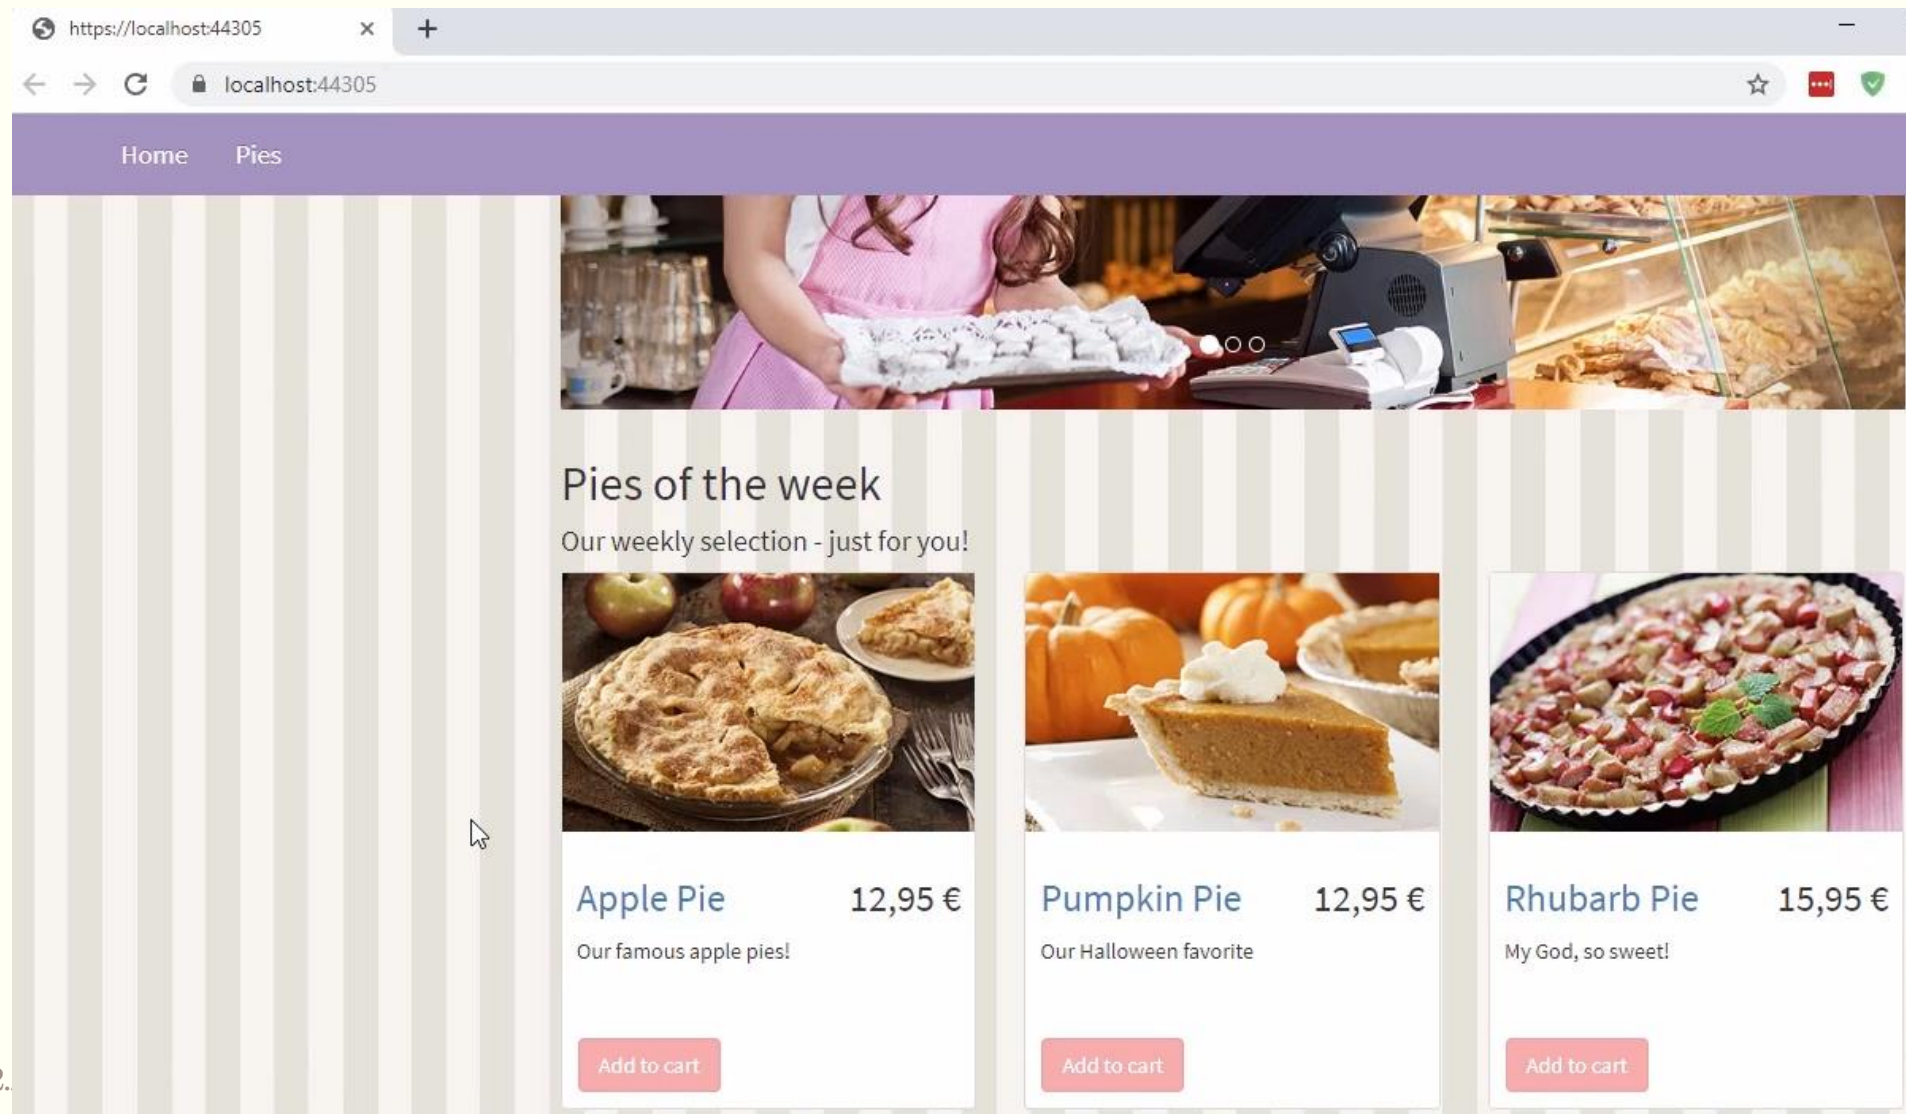 https://localhost:44305
localhost:44305
Home Pies
Pies of the week
Our weekly selection - just for you!
Apple Pie 12,95 € Pumpkin Pie 12,95 € Rhubarb Pie 15,95 €
Our famous apple pies! Our Halloween favorite My God, so sweet!
Add to cart Add to cart Add to cart